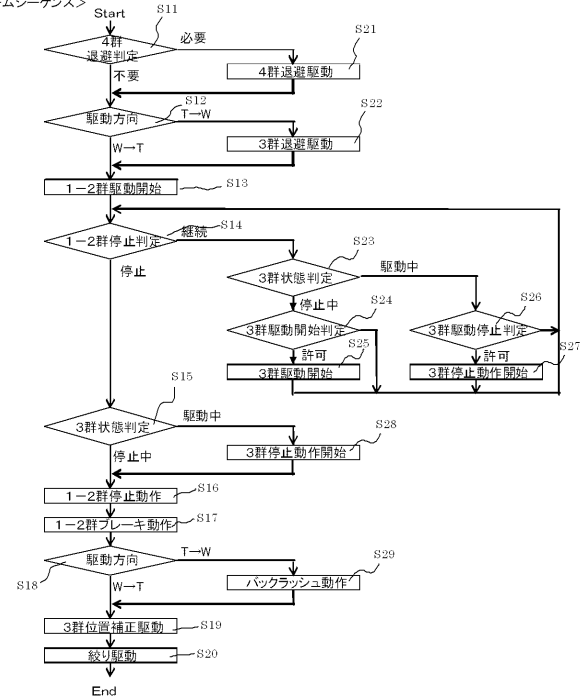 ームシーケンス＞
Start
S11
4群
退避判定
必要
S21
4群退避駆動
不要
S12
駆動方向
T→W
S22
3群退避駆動
W→T
1－2群駆動開始
S13
S14
1－2群停止判定
継続
S23
停止
3群状態判定
駆動中
停止中
S24
S26
3群駆動開始判定
3群駆動停止判定
S25
許可
許可
S27
3群駆動開始
3群停止動作開始
S15
3群状態判定
駆動中
S28
3群停止動作開始
停止中
1－2群停止動作
S16
1－2群ブレーキ動作
S17
駆動方向
T→W
S29
S18
バックラッシュ動作
W→T
3群位置補正駆動
S19
絞り駆動
S20
End